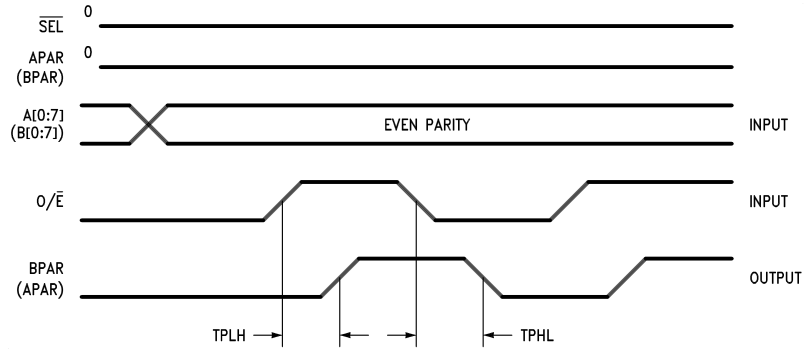 SEL 0
APAR 0
(BPAR)
A[0:7]
(B[0:7])
EVEN PARITY
INPUT
O/E̅
INPUT
BPAR
(APAR)
OUTPUT
TPLH
TPHL